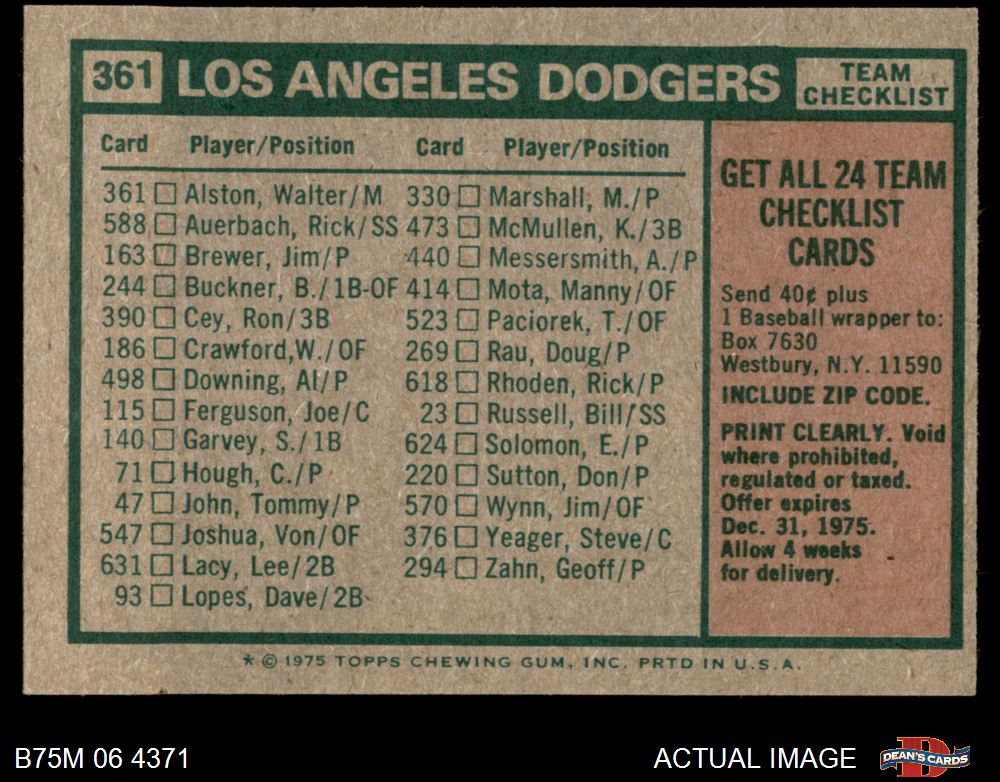 361 LOS ANGELES DODGERS TEAM CHECKLIST
Card Player/Position
361 □ Alston, Walter/M
588 □ Auerbach, Rick/SS
163 □ Brewer, Jim/P
244 □ Buckner, B./1B-OF
390 □ Cey, Ron/3B
186 □ Crawford,W./OF
498 □ Downing, Al/P
115 □ Ferguson, Joe/C
140 □ Garvey, S./1B
71 □ Hough, C./P
47 □ John, Tommy/P
547 □ Joshua, Von/OF
631 □ Lacy, Lee/2B
93 □ Lopes, Dave/2B
Card Player/Position
330 □ Marshall, M./P
473 □ McMullen, K./3B
440 □ Messersmith, A./P
414 □ Mota, Manny/OF
523 □ Paciorek, T./OF
269 □ Rau, Doug/P
618 □ Rhoden, Rick/P
23 □ Russell, Bill/SS
624 □ Solomon, E./P
220 □ Sutton, Don/P
570 □ Wynn, Jim/OF
376 □ Yeager, Steve/C
294 □ Zahn, Geoff/P
GET ALL 24 TEAM
CHECKLIST
CARDS
Send 40¢ plus
1 Baseball wrapper to:
Box 7630
Westbury, N.Y. 11590
INCLUDE ZIP CODE.
PRINT CLEARLY. Void
where prohibited,
regulated or taxed.
Offer expires
Dec. 31, 1975.
Allow 4 weeks
for delivery.
* © 1975 TOPPS CHEWING GUM, INC. PRTD IN U.S.A.
B75M 06 4371
ACTUAL IMAGE
D
DEAN'S CARDS